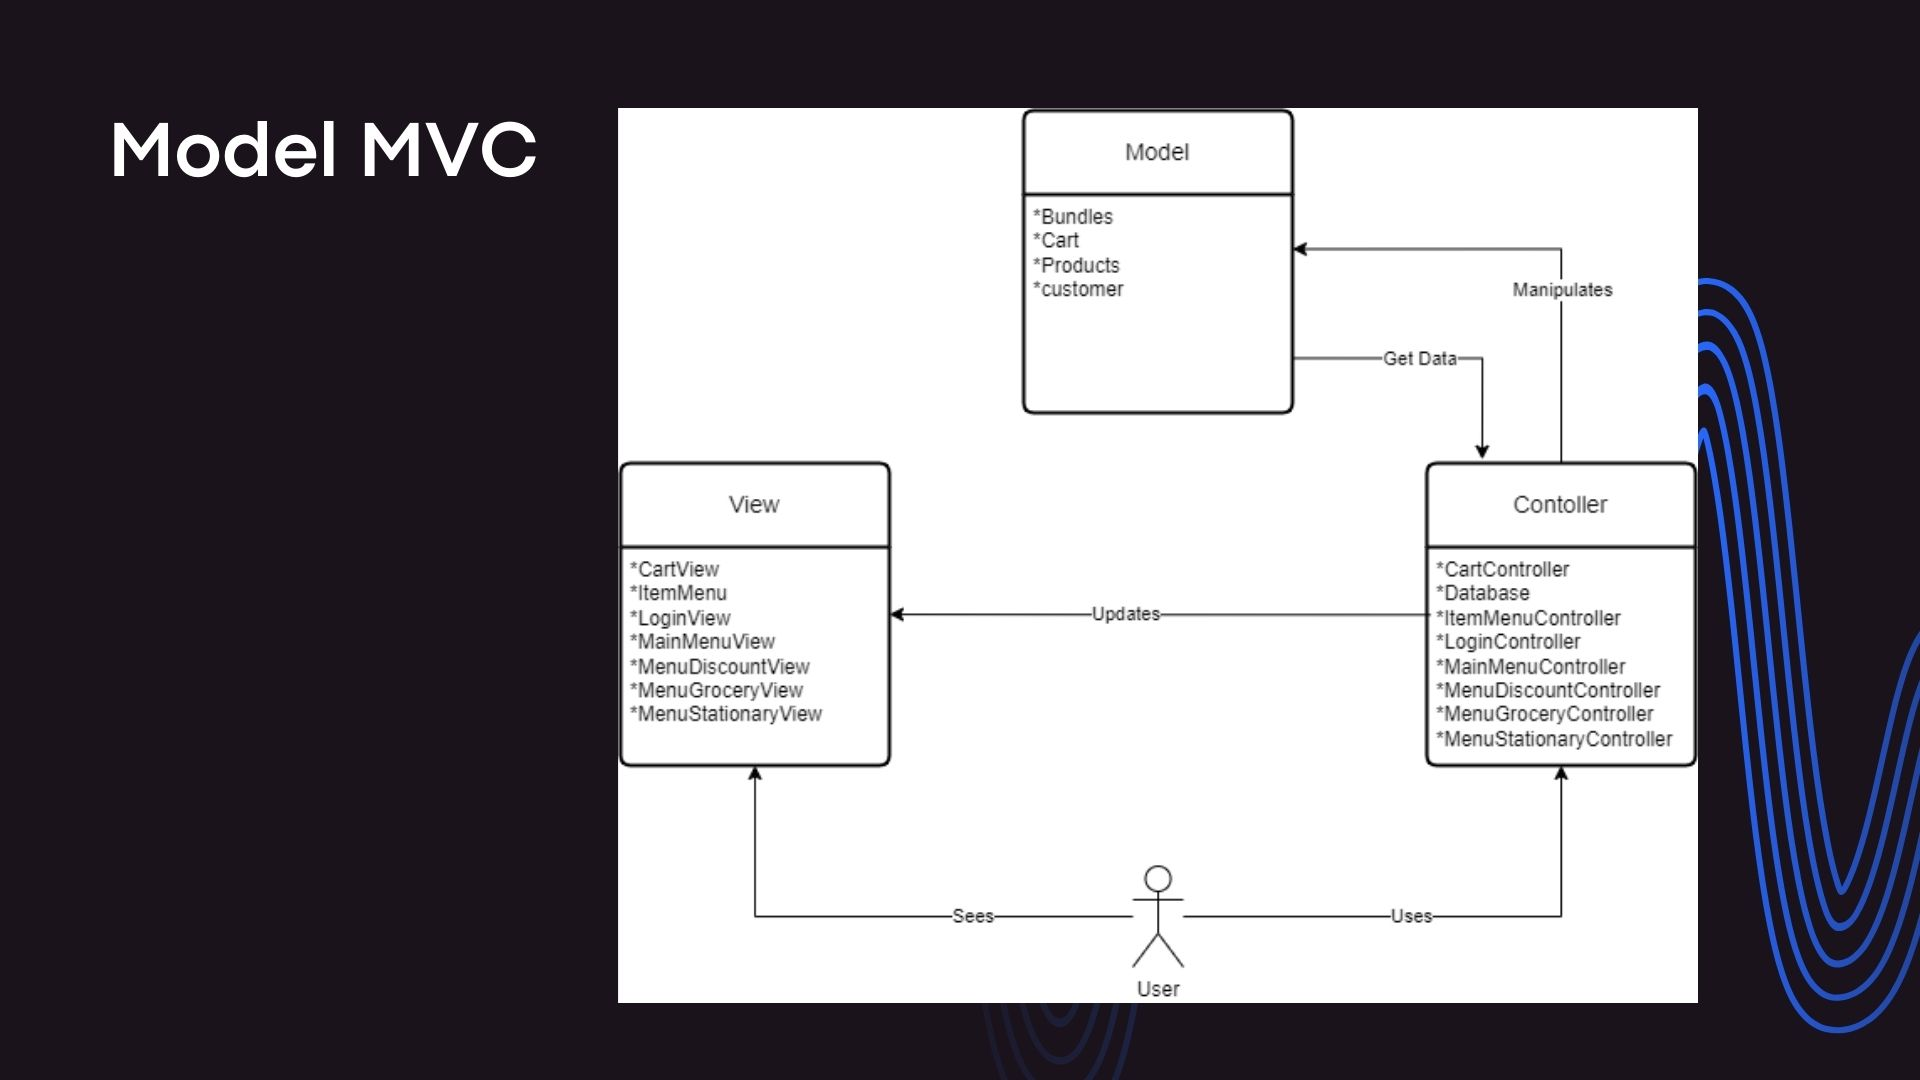 Model MVC
Model
*Bundles
*Cart
*Products
*customer
Manipulates
Get Data
View
*CartView
*ItemMenu
*LoginView
*MainMenuView
*MenuDiscountView
*MenuGroceryView
*MenuStationaryView
Updates
Contoller
*CartController
*Database
*ItemMenuController
*LoginController
*MainMenuController
*MenuDiscountController
*MenuGroceryController
*MenuStationaryController
Sees
Uses
User